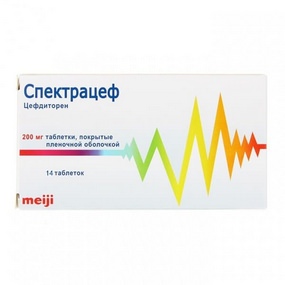 Спектрацеф
Цефдиторен
200 мг таблетки, покрытые
пленочной оболочкой
14 таблеток
meiji